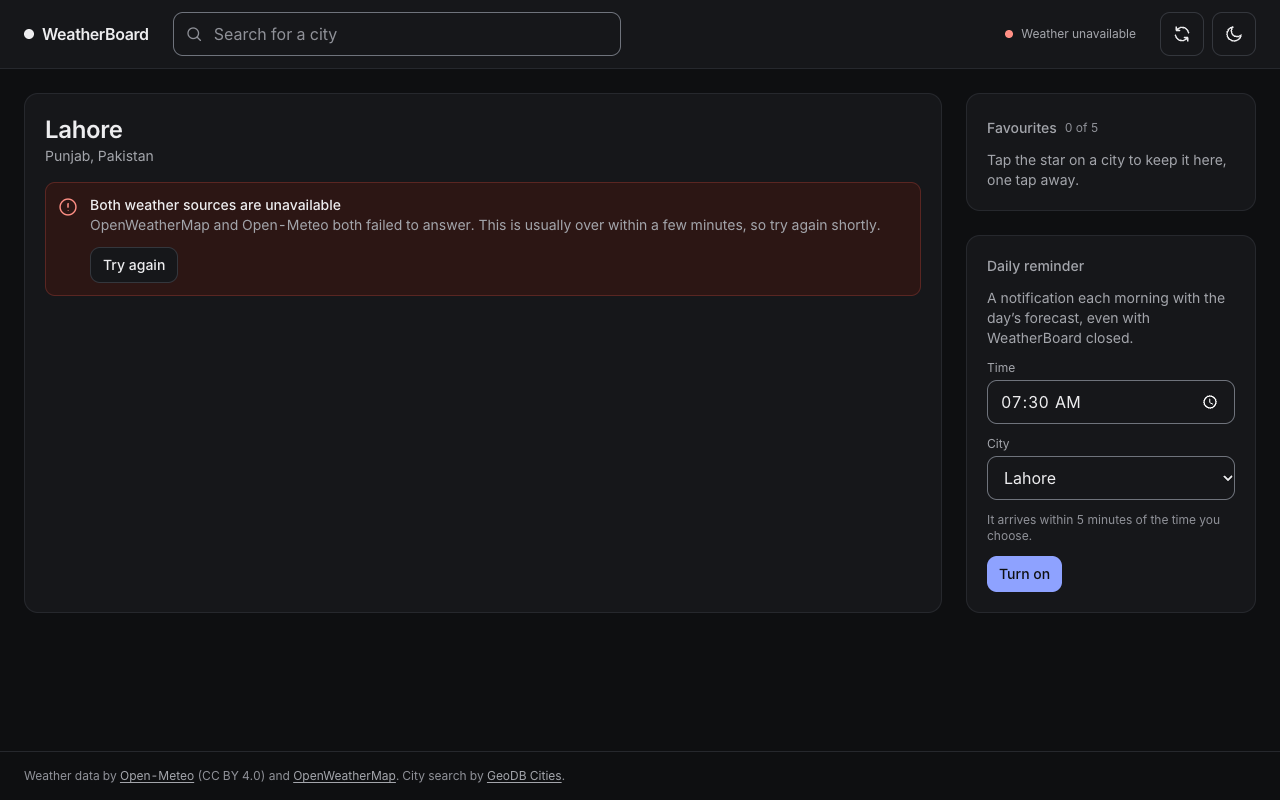 WeatherBoard
Search for a city
Weather unavailable
Lahore
Punjab, Pakistan
Both weather sources are unavailable
OpenWeatherMap and Open-Meteo both failed to answer. This is usually over within a few minutes, so try again shortly.
Try again
Favourites 0 of 5
Tap the star on a city to keep it here,
one tap away.
Daily reminder
A notification each morning with the
day’s forecast, even with
WeatherBoard closed.
Time
07:30 AM
City
Lahore
It arrives within 5 minutes of the time you
choose.
Turn on
Weather data by Open-Meteo (CC BY 4.0) and OpenWeatherMap. City search by GeoDB Cities.